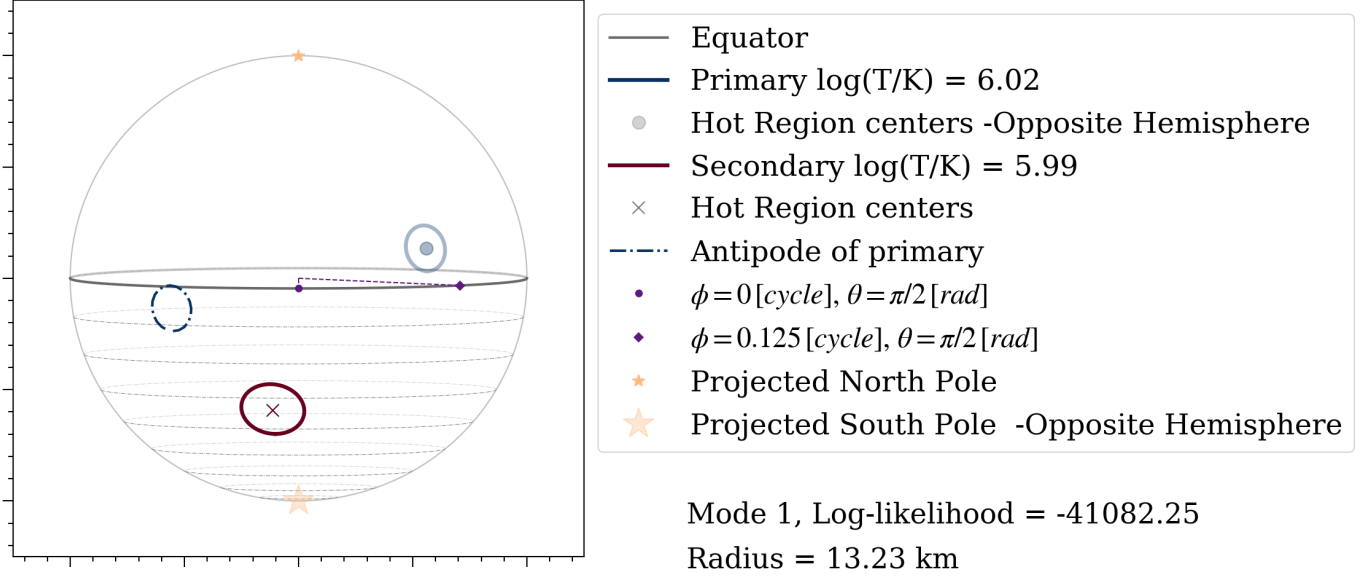 Equator
Primary log(T/K) = 6.02
Hot Region centers -Opposite Hemisphere
Secondary log(T/K) = 5.99
Hot Region centers
Antipode of primary
ϕ = 0 [cycle], θ = π/2 [rad]
ϕ = 0.125 [cycle], θ = π/2 [rad]
Projected North Pole
Projected South Pole  -Opposite Hemisphere
Mode 1, Log-likelihood = -41082.25
Radius = 13.23 km